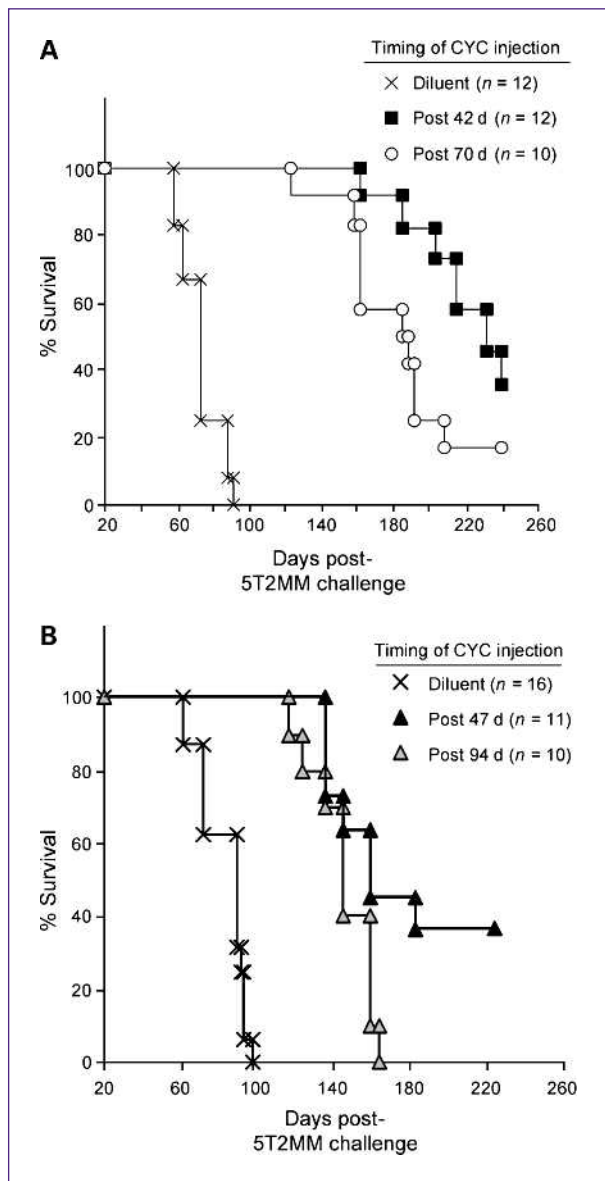 A
Timing of CYC injection
Diluent (n = 12)
Post 42 d (n = 12)
Post 70 d (n = 10)
100
80
60
40
20
0
% Survival
20 60 100 140 180 220 260
Days post-
5T2MM challenge
B
Timing of CYC injection
Diluent (n = 16)
Post 47 d (n = 11)
Post 94 d (n = 10)
100
80
60
40
20
0
% Survival
20 60 100 140 180 220 260
Days post-
5T2MM challenge